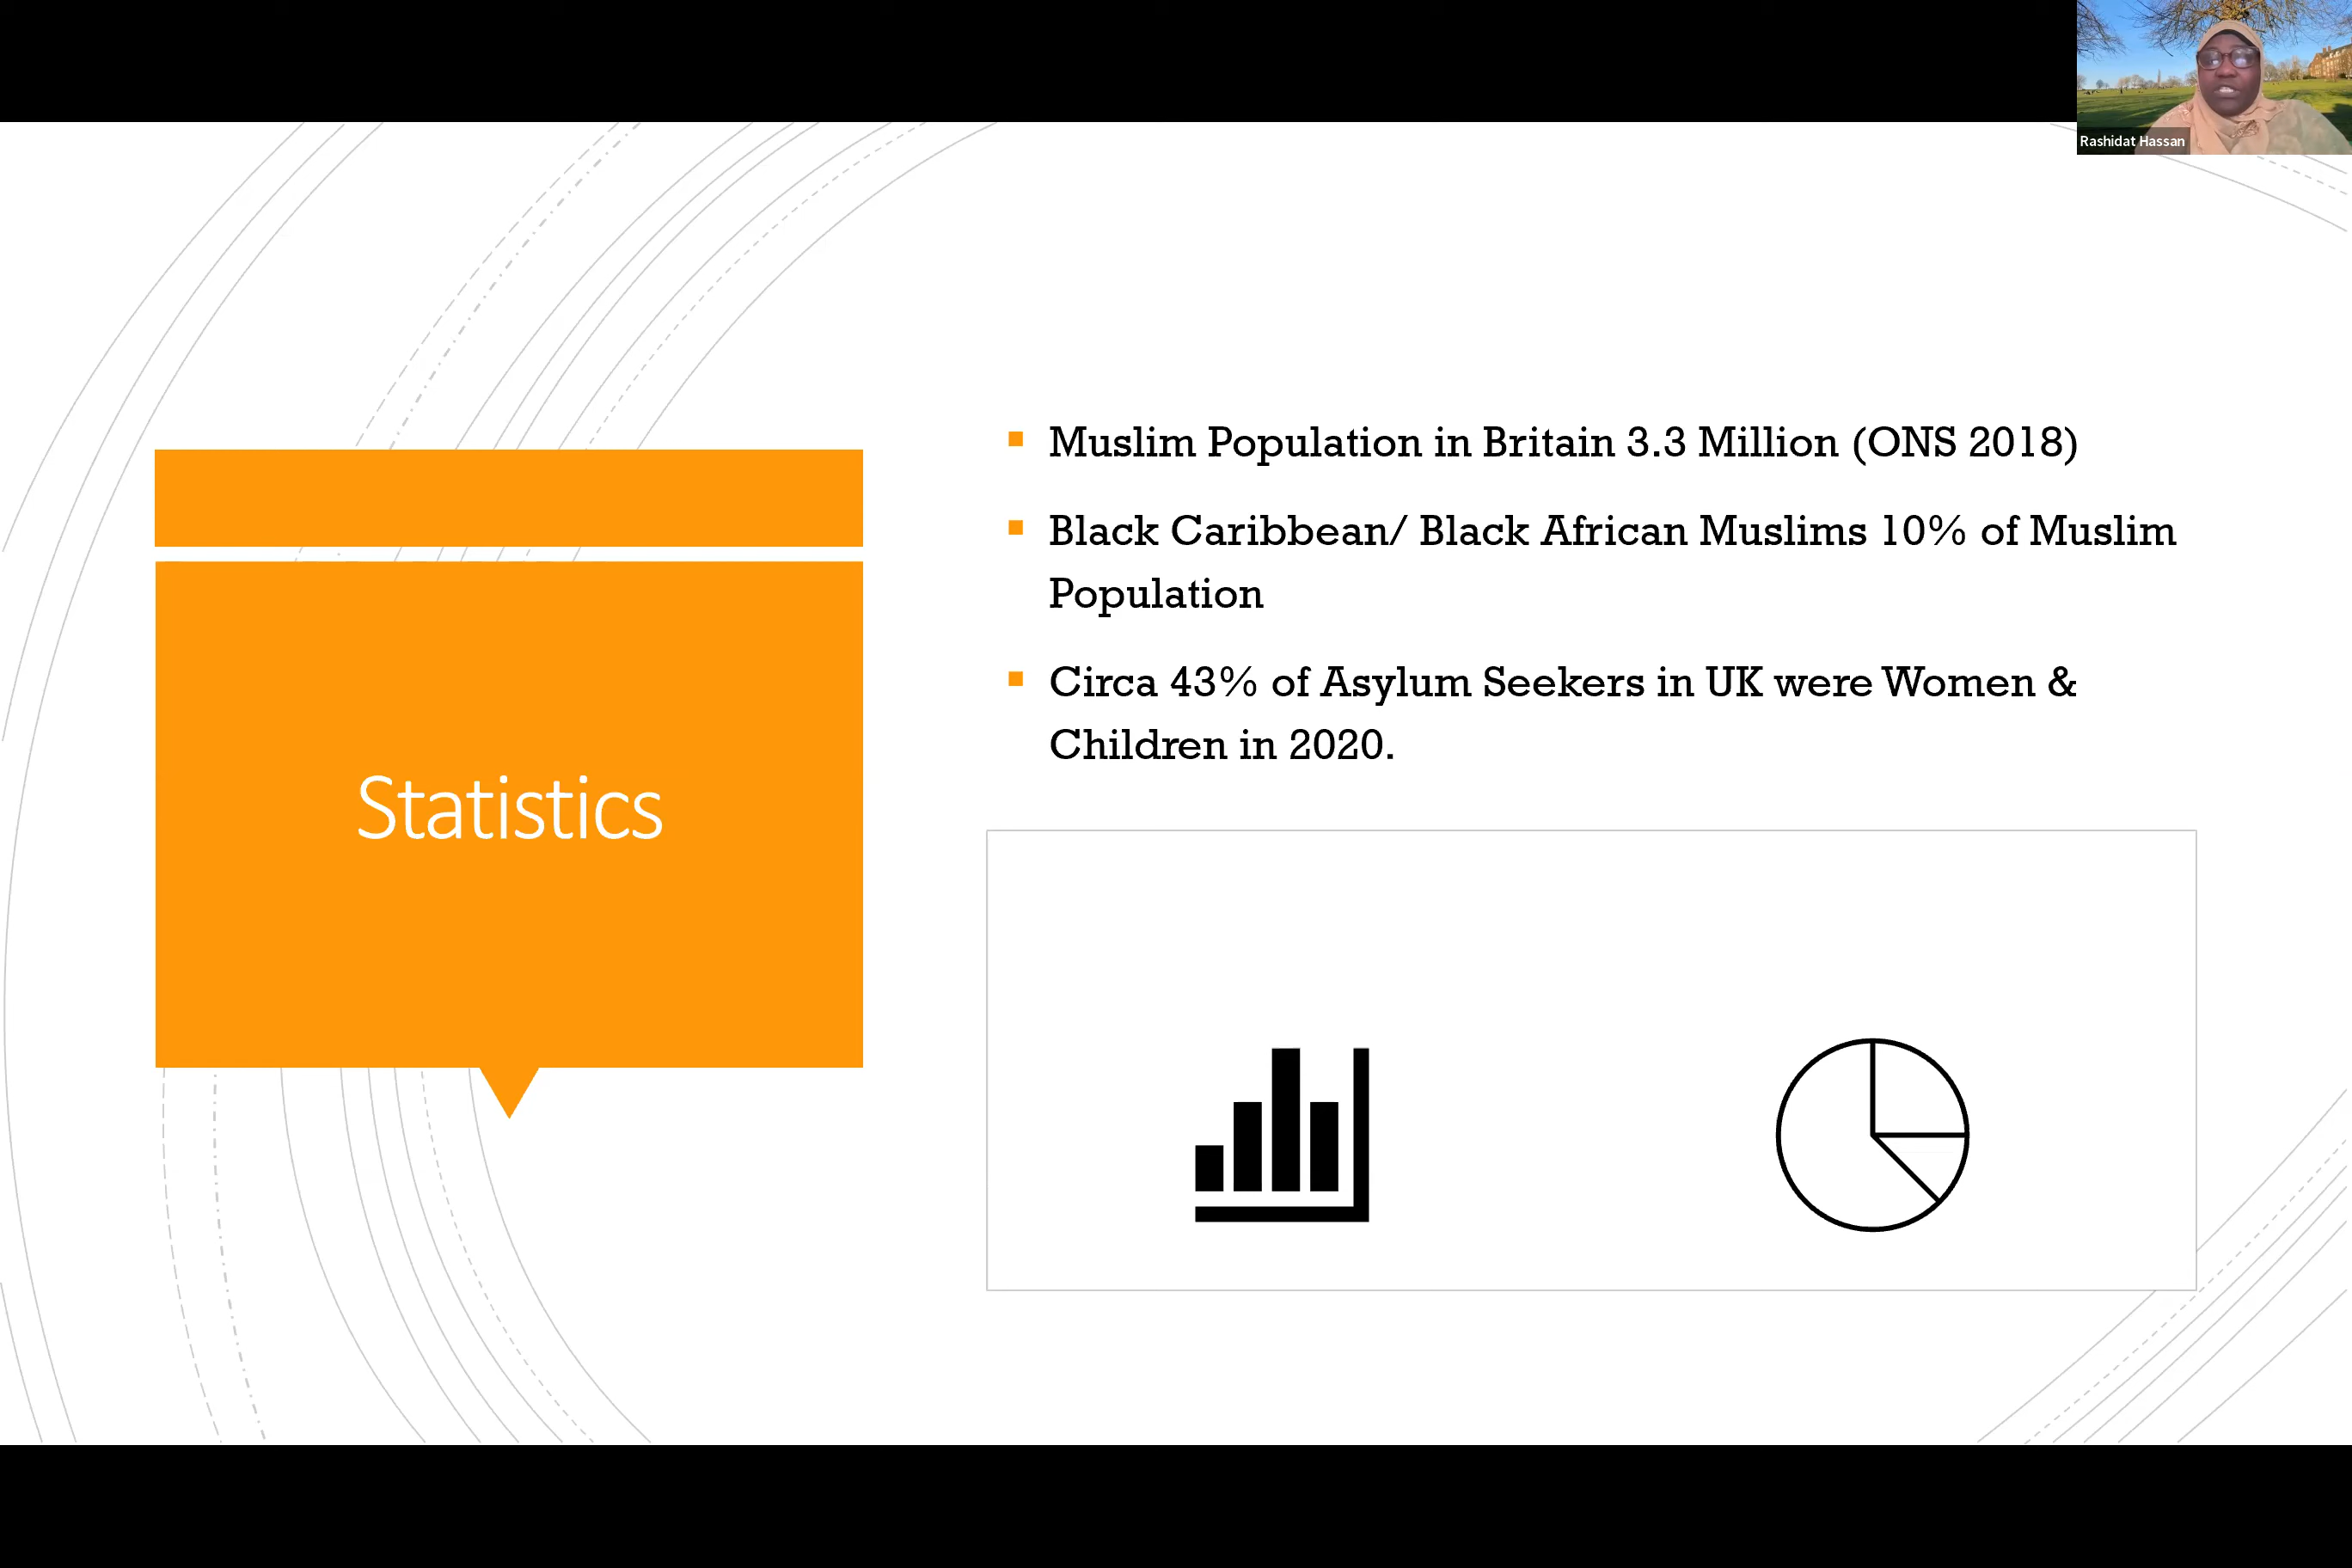 Rashidat Hassan
Statistics
Muslim Population in Britain 3.3 Million (ONS 2018)
Black Caribbean/ Black African Muslims 10% of Muslim
Population
Circa 43% of Asylum Seekers in UK were Women &
Children in 2020.